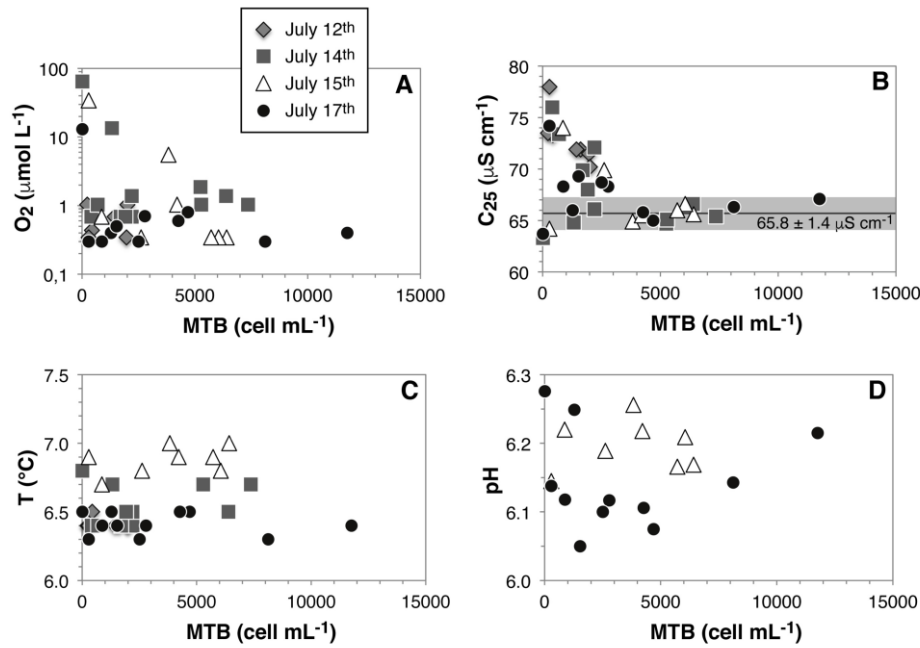 July 12th
July 14th
July 15th
July 17th
A
100
10
1
0,1
O2 (μmol L-1)
0 5000 10000 15000
MTB (cell mL-1)
B
80
75
70
65
60
C25 (μS cm-1)
65.8 ± 1.4 μS cm-1
0 5000 10000 15000
MTB (cell mL-1)
C
7.5
7.0
6.5
6.0
T (°C)
0 5000 10000 15000
MTB (cell mL-1)
D
6.3
6.2
6.1
6.0
pH
0 5000 10000 15000
MTB (cell mL-1)